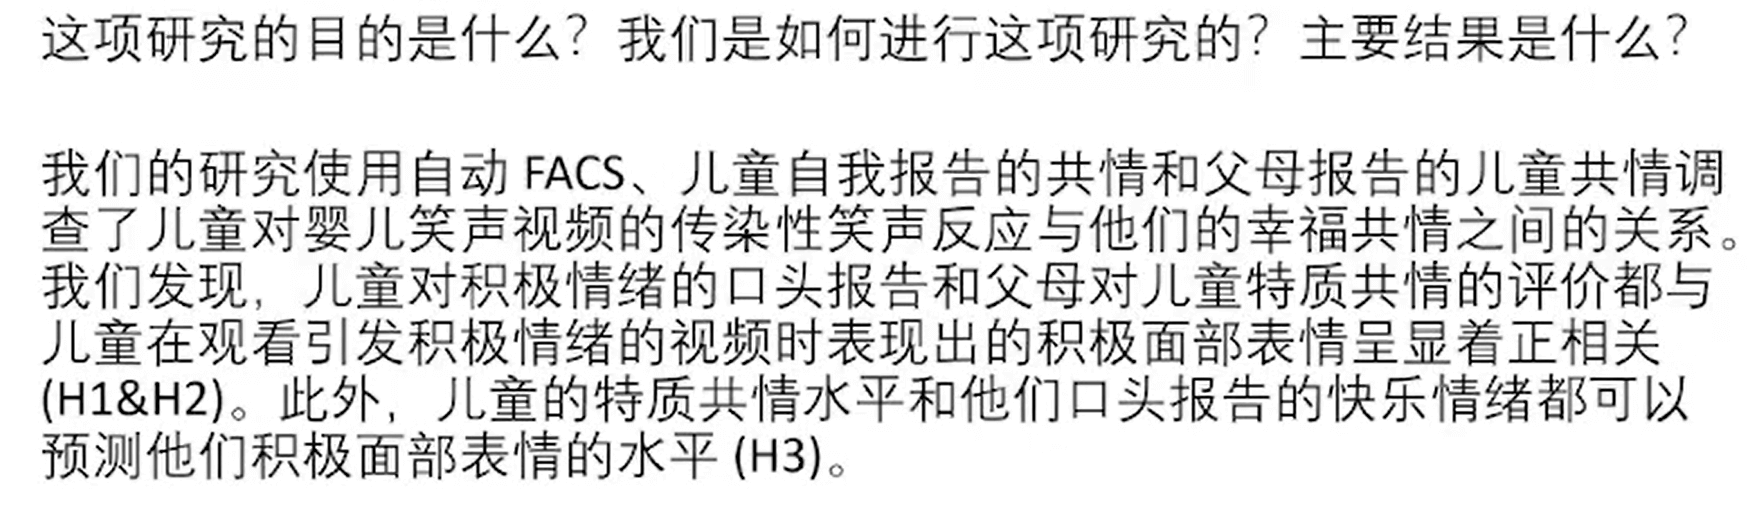 这项研究的目的是什么？我们是如何进行这项研究的？主要结果是什么？
我们的研究使用自动 FACS、儿童自我报告的共情和父母报告的儿童共情调
查了儿童对婴儿笑声视频的传染性笑声反应与他们的幸福共情之间的关系。
我们发现，儿童对积极情绪的口头报告和父母对儿童特质共情的评价都与
儿童在观看引发积极情绪的视频时表现出的积极面部表情呈显着正相关
(H1&H2)。此外，儿童的特质共情水平和他们口头报告的快乐情绪都可以
预测他们积极面部表情的水平 (H3)。